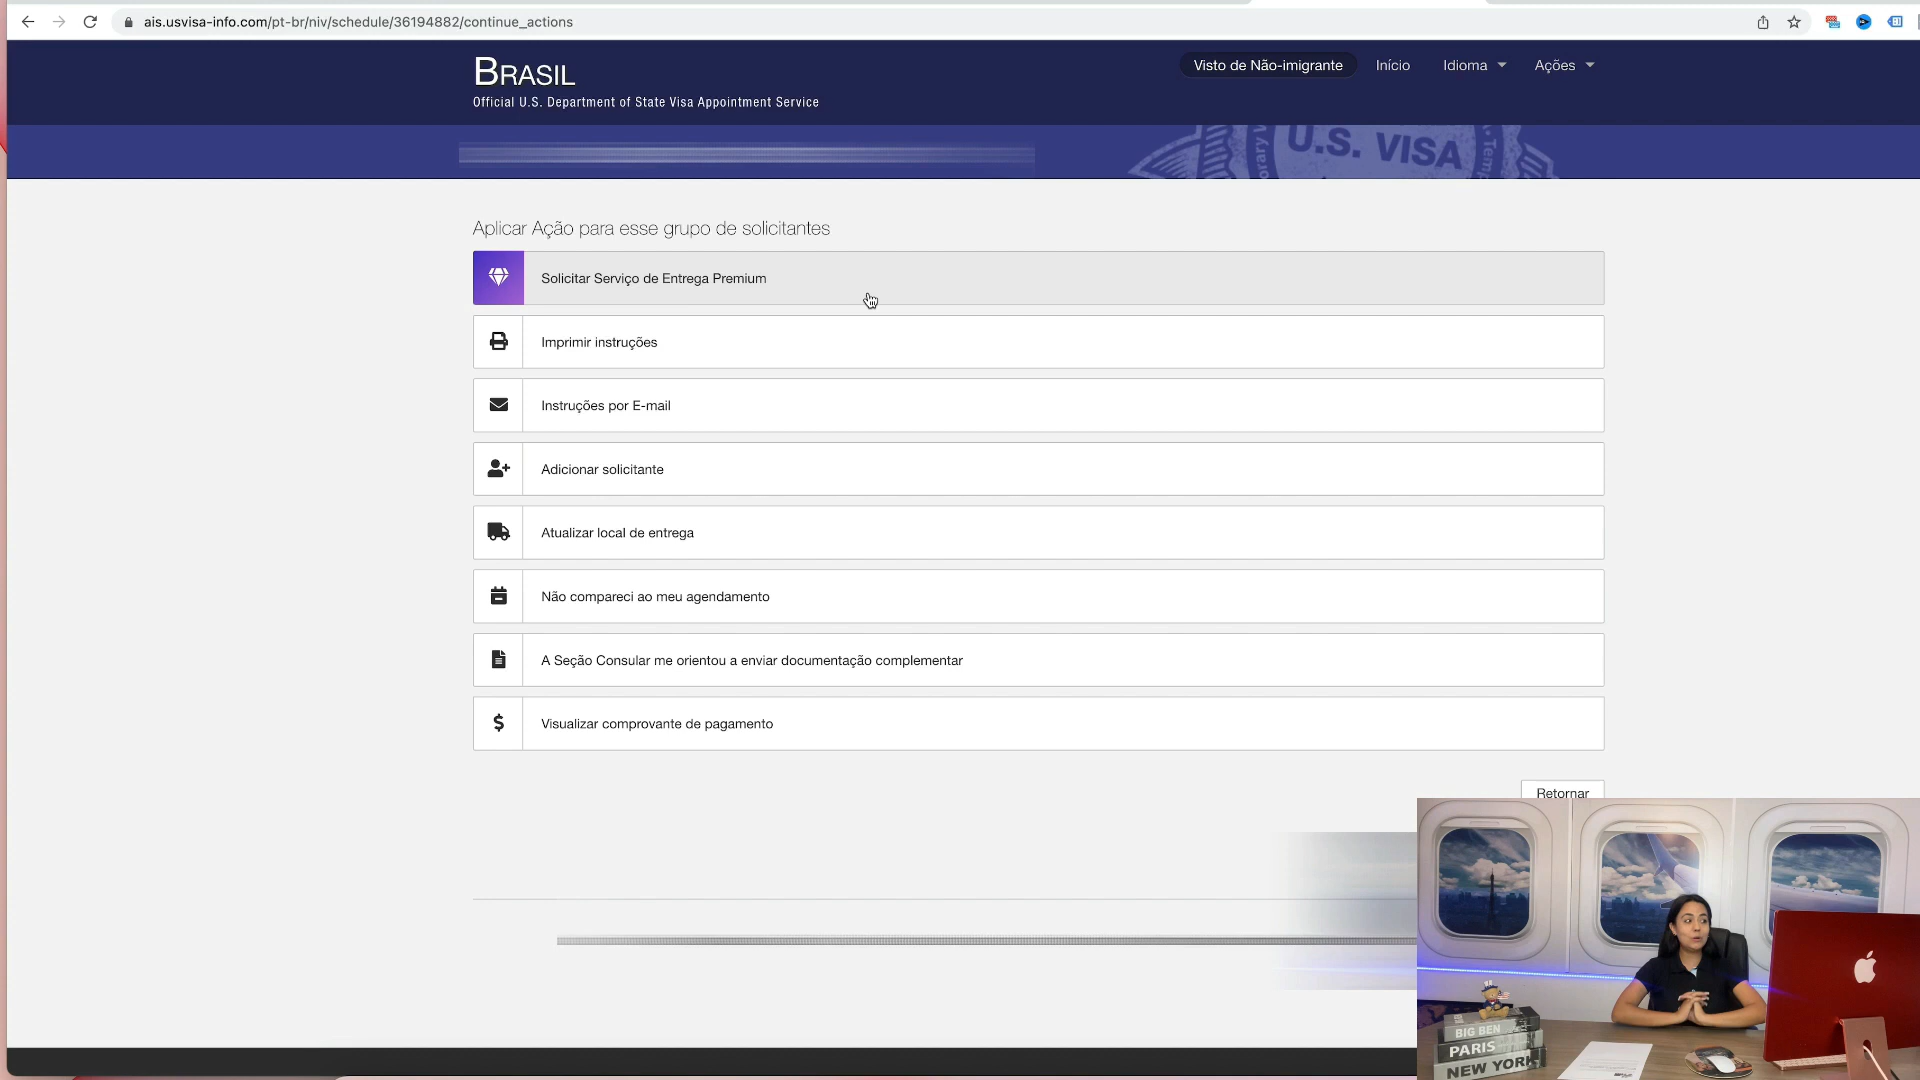 ais.usvisa-info.com/pt-br/niv/schedule/36194882/continue_actions
BRASIL
Official U.S. Department of State Visa Appointment Service
Visto de Não-imigrante
Início
Idioma
Ações
U.S. VISA
Aplicar Ação para esse grupo de solicitantes
Solicitar Serviço de Entrega Premium
Imprimir instruções
Instruções por E-mail
Adicionar solicitante
Atualizar local de entrega
Não compareci ao meu agendamento
A Seção Consular me orientou a enviar documentação complementar
$
Visualizar comprovante de pagamento
Retornar
BIG BEN
PARIS
NEW YORK